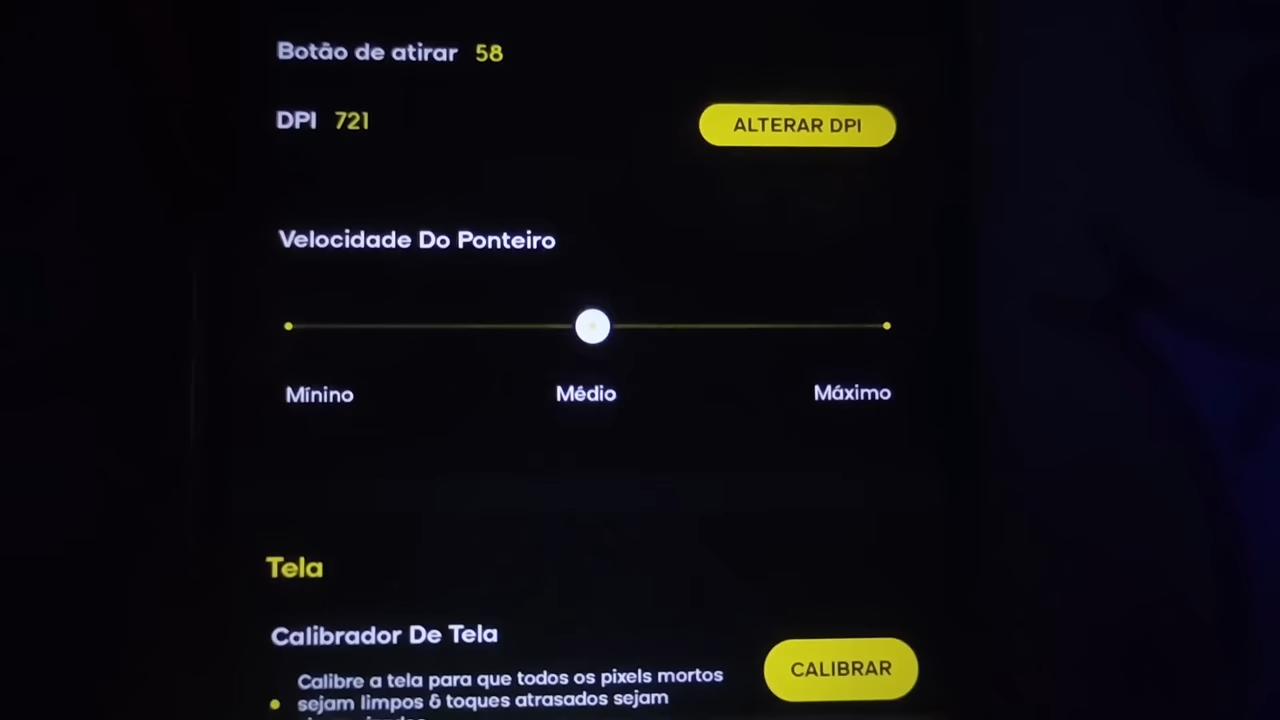 Botão de atirar 58
DPI 721
ALTERAR DPI
Velocidade Do Ponteiro
Mínino Médio Máximo
Tela
Calibrador De Tela
Calibre a tela para que todos os pixels mortos
sejam limpos & toques atrasados sejam
CALIBRAR